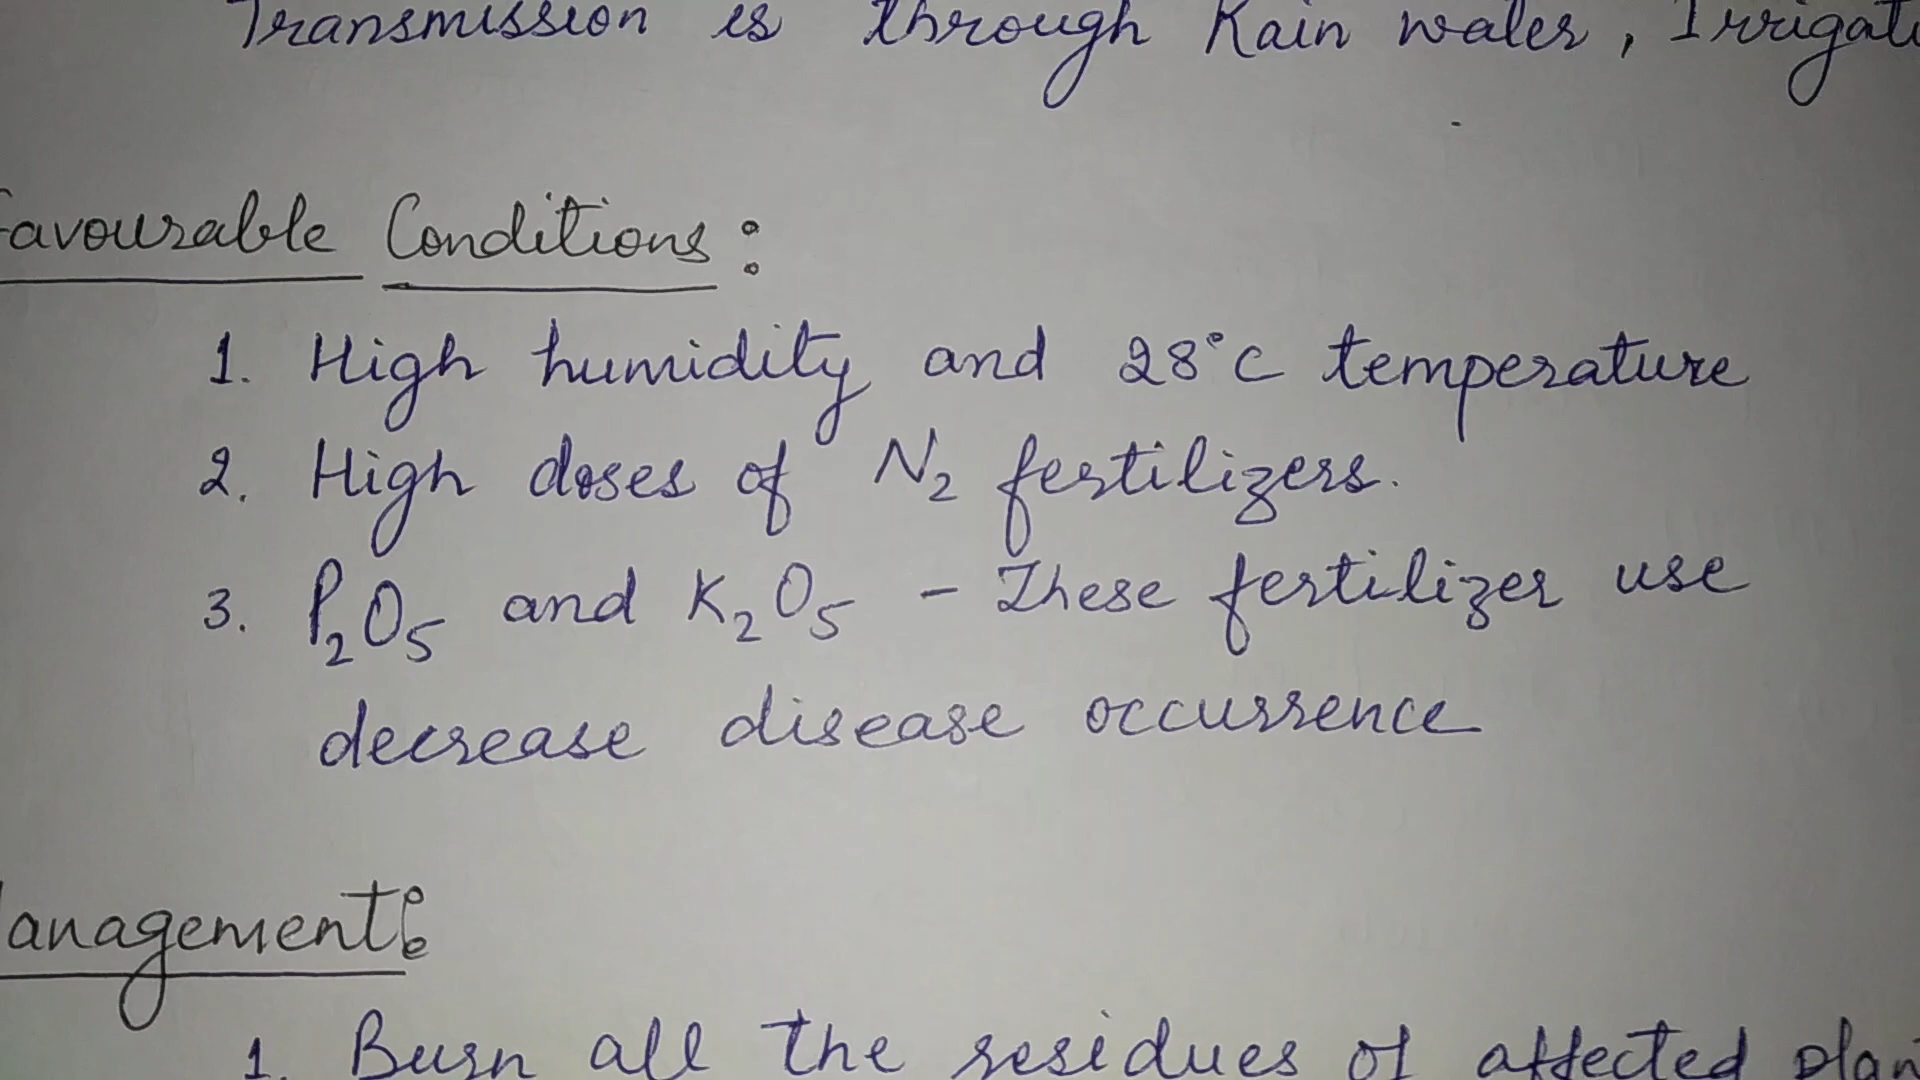 Transmission is through Rain water, Irrigati
Favourable Conditions:
1. High humidity and 28°C temperature
2. High doses of N₂ fertilizers.
3. P₂O₅ and K₂O₅ - These fertilizer use
decrease disease occurrence
anagement:
1. Burn all the residues of affected plan